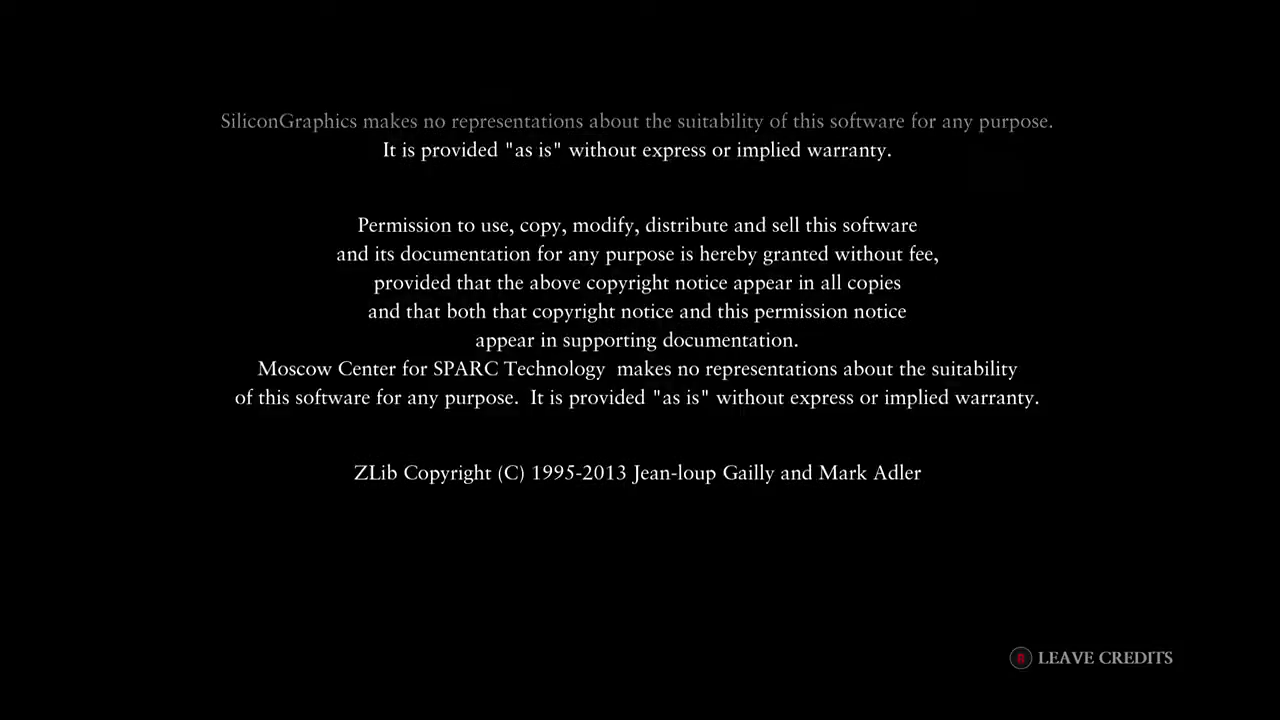 SiliconGraphics makes no representations about the suitability of this software for any purpose.
It is provided "as is" without express or implied warranty.
Permission to use, copy, modify, distribute and sell this software
and its documentation for any purpose is hereby granted without fee,
provided that the above copyright notice appear in all copies
and that both that copyright notice and this permission notice
appear in supporting documentation.
Moscow Center for SPARC Technology  makes no representations about the suitability
of this software for any purpose.  It is provided "as is" without express or implied warranty.
ZLib Copyright (C) 1995-2013 Jean-loup Gailly and Mark Adler
LEAVE CREDITS